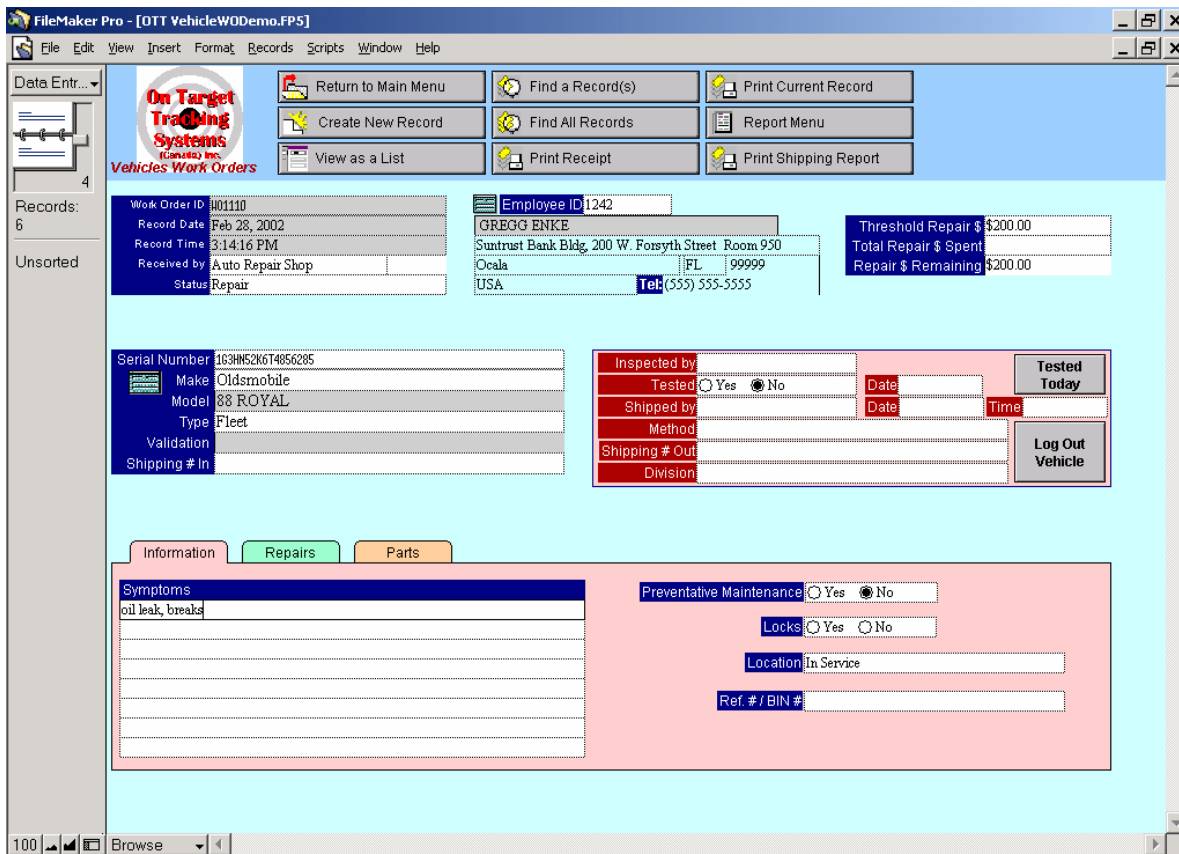 FileMaker Pro - [OTT VehicleWODemo.FP5]
File Edit View Insert Format Records Scripts Window Help
Data Entr...
4
Records:
6
Unsorted
On Target
Tracking
Systems
(Canada) Inc.
Vehicles Work Orders
Return to Main Menu
Find a Record(s)
Print Current Record
Create New Record
Find All Records
Report Menu
View as a List
Print Receipt
Print Shipping Report
Work Order ID W01110
Record Date Feb 28, 2002
Record Time 3:14:16 PM
Received by Auto Repair Shop
Status Repair
Employee ID 1242
GREGG ENKE
Suntrust Bank Bldg, 200 W. Forsyth Street Room 950
Ocala FL 99999
USA Tel: (555) 555-5555
Threshold Repair $ $200.00
Total Repair $ Spent
Repair $ Remaining $200.00
Serial Number 1G3HN52K6T4856285
Make Oldsmobile
Model 88 ROYAL
Type Fleet
Validation
Shipping # In
Inspected by
Tested Yes No Date
Shipped by Date Time
Method
Shipping # Out
Division
Tested
Today
Log Out
Vehicle
Information Repairs Parts
Symptoms
oil leak, breaks
Preventative Maintenance Yes No
Locks Yes No
Location In Service
Ref. # / BIN #
100 Browse